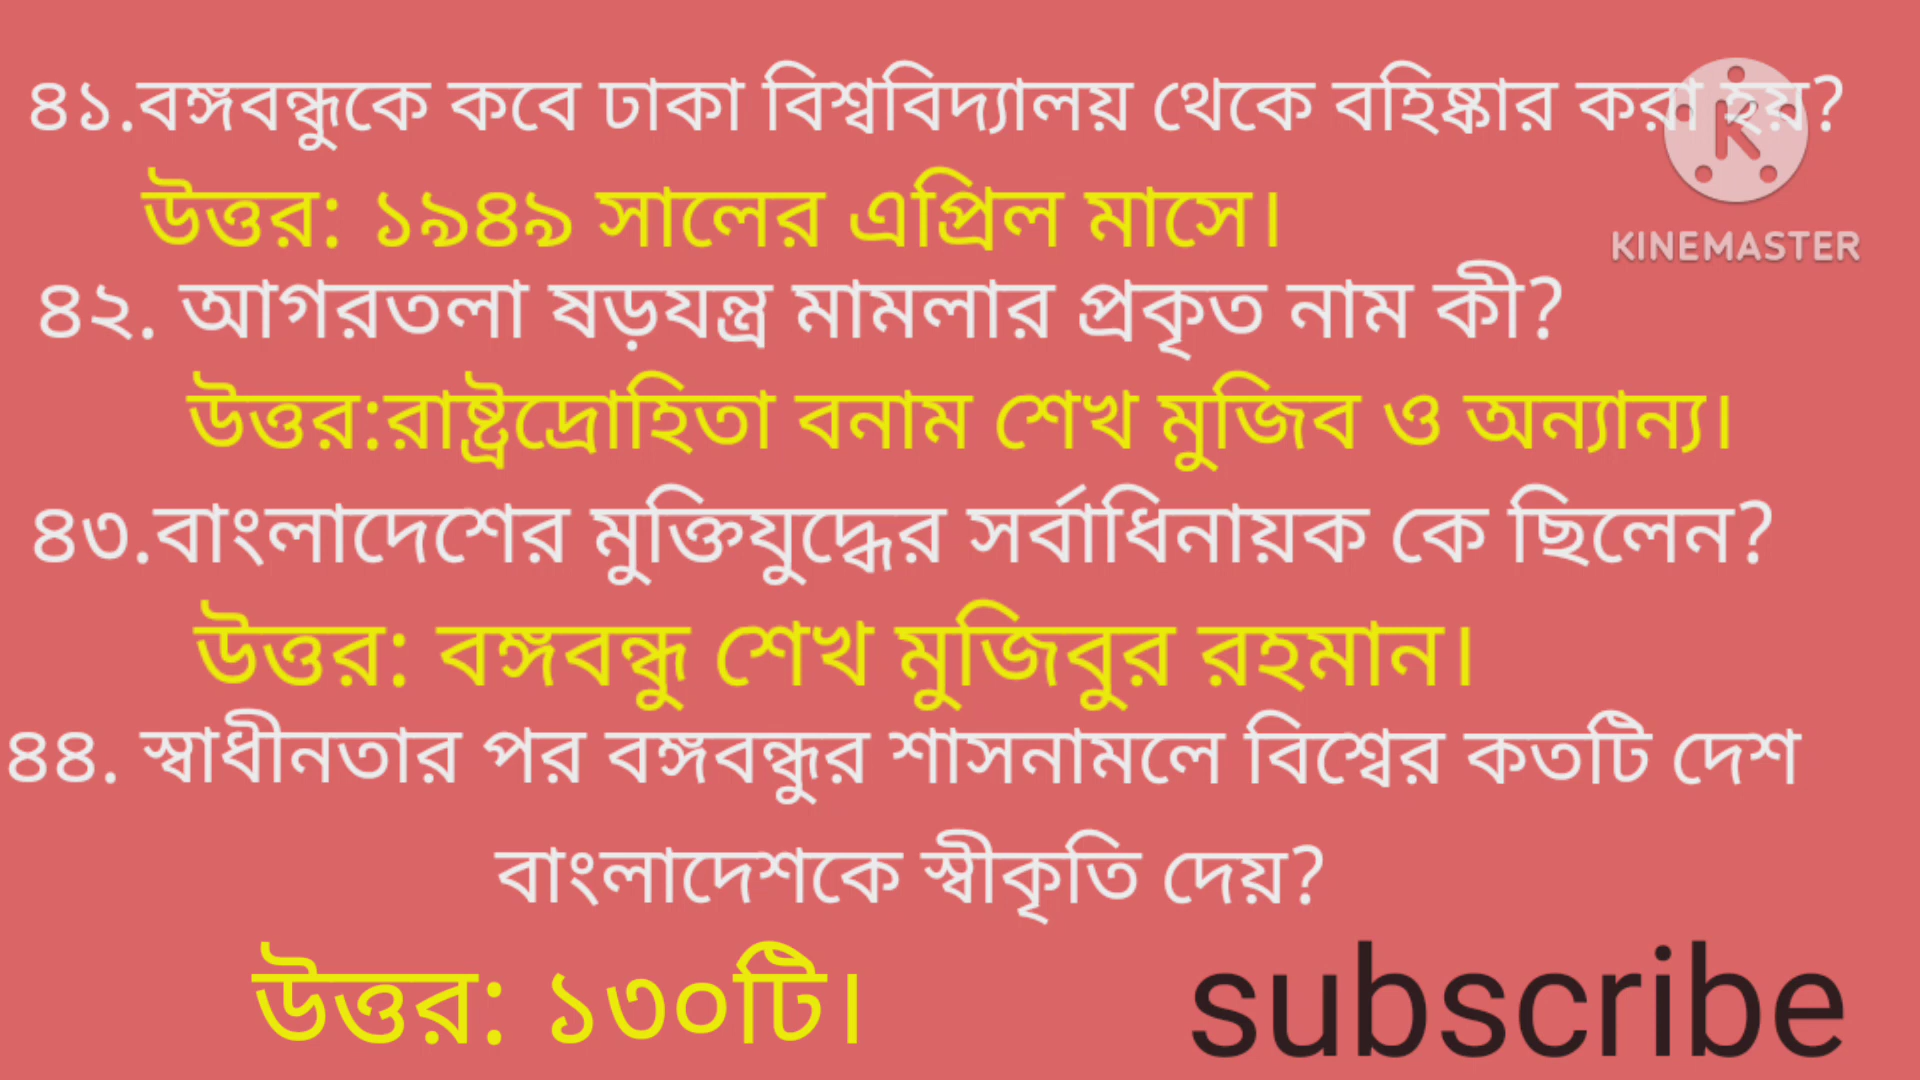 ৪১.বঙ্গবন্ধুকে কবে ঢাকা বিশ্ববিদ্যালয় থেকে বহিষ্কার করা হয়?
উত্তর: ১৯৪৯ সালের এপ্রিল মাসে।
KINEMASTER
৪২. আগরতলা ষড়যন্ত্র মামলার প্রকৃত নাম কী?
উত্তর:রাষ্ট্রদ্রোহিতা বনাম শেখ মুজিব ও অন্যান্য।
৪৩.বাংলাদেশের মুক্তিযুদ্ধের সর্বাধিনায়ক কে ছিলেন?
উত্তর: বঙ্গবন্ধু শেখ মুজিবুর রহমান।
৪৪. স্বাধীনতার পর বঙ্গবন্ধুর শাসনামলে বিশ্বের কতটি দেশ
বাংলাদেশকে স্বীকৃতি দেয়?
উত্তর: ১৩০টি।
subscribe